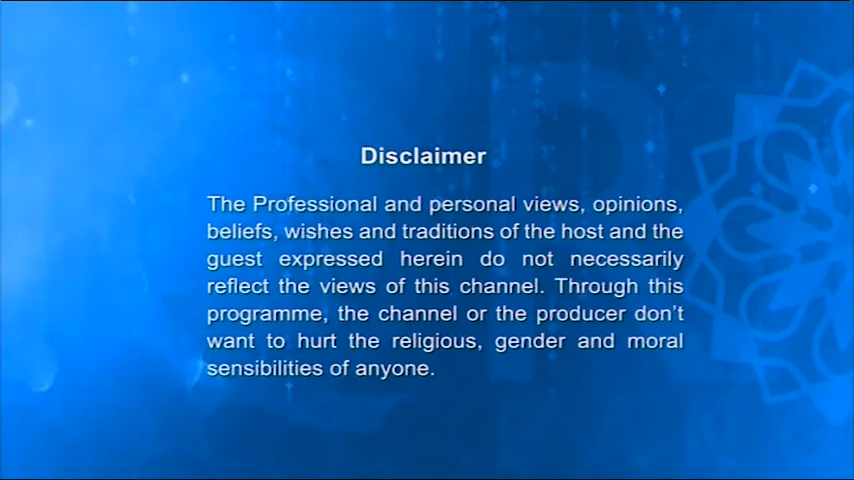 Disclaimer
The Professional and personal views, opinions,
beliefs, wishes and traditions of the host and the
guest expressed herein do not necessarily
reflect the views of this channel. Through this
programme, the channel or the producer don't
want to hurt the religious, gender and moral
sensibilities of anyone.